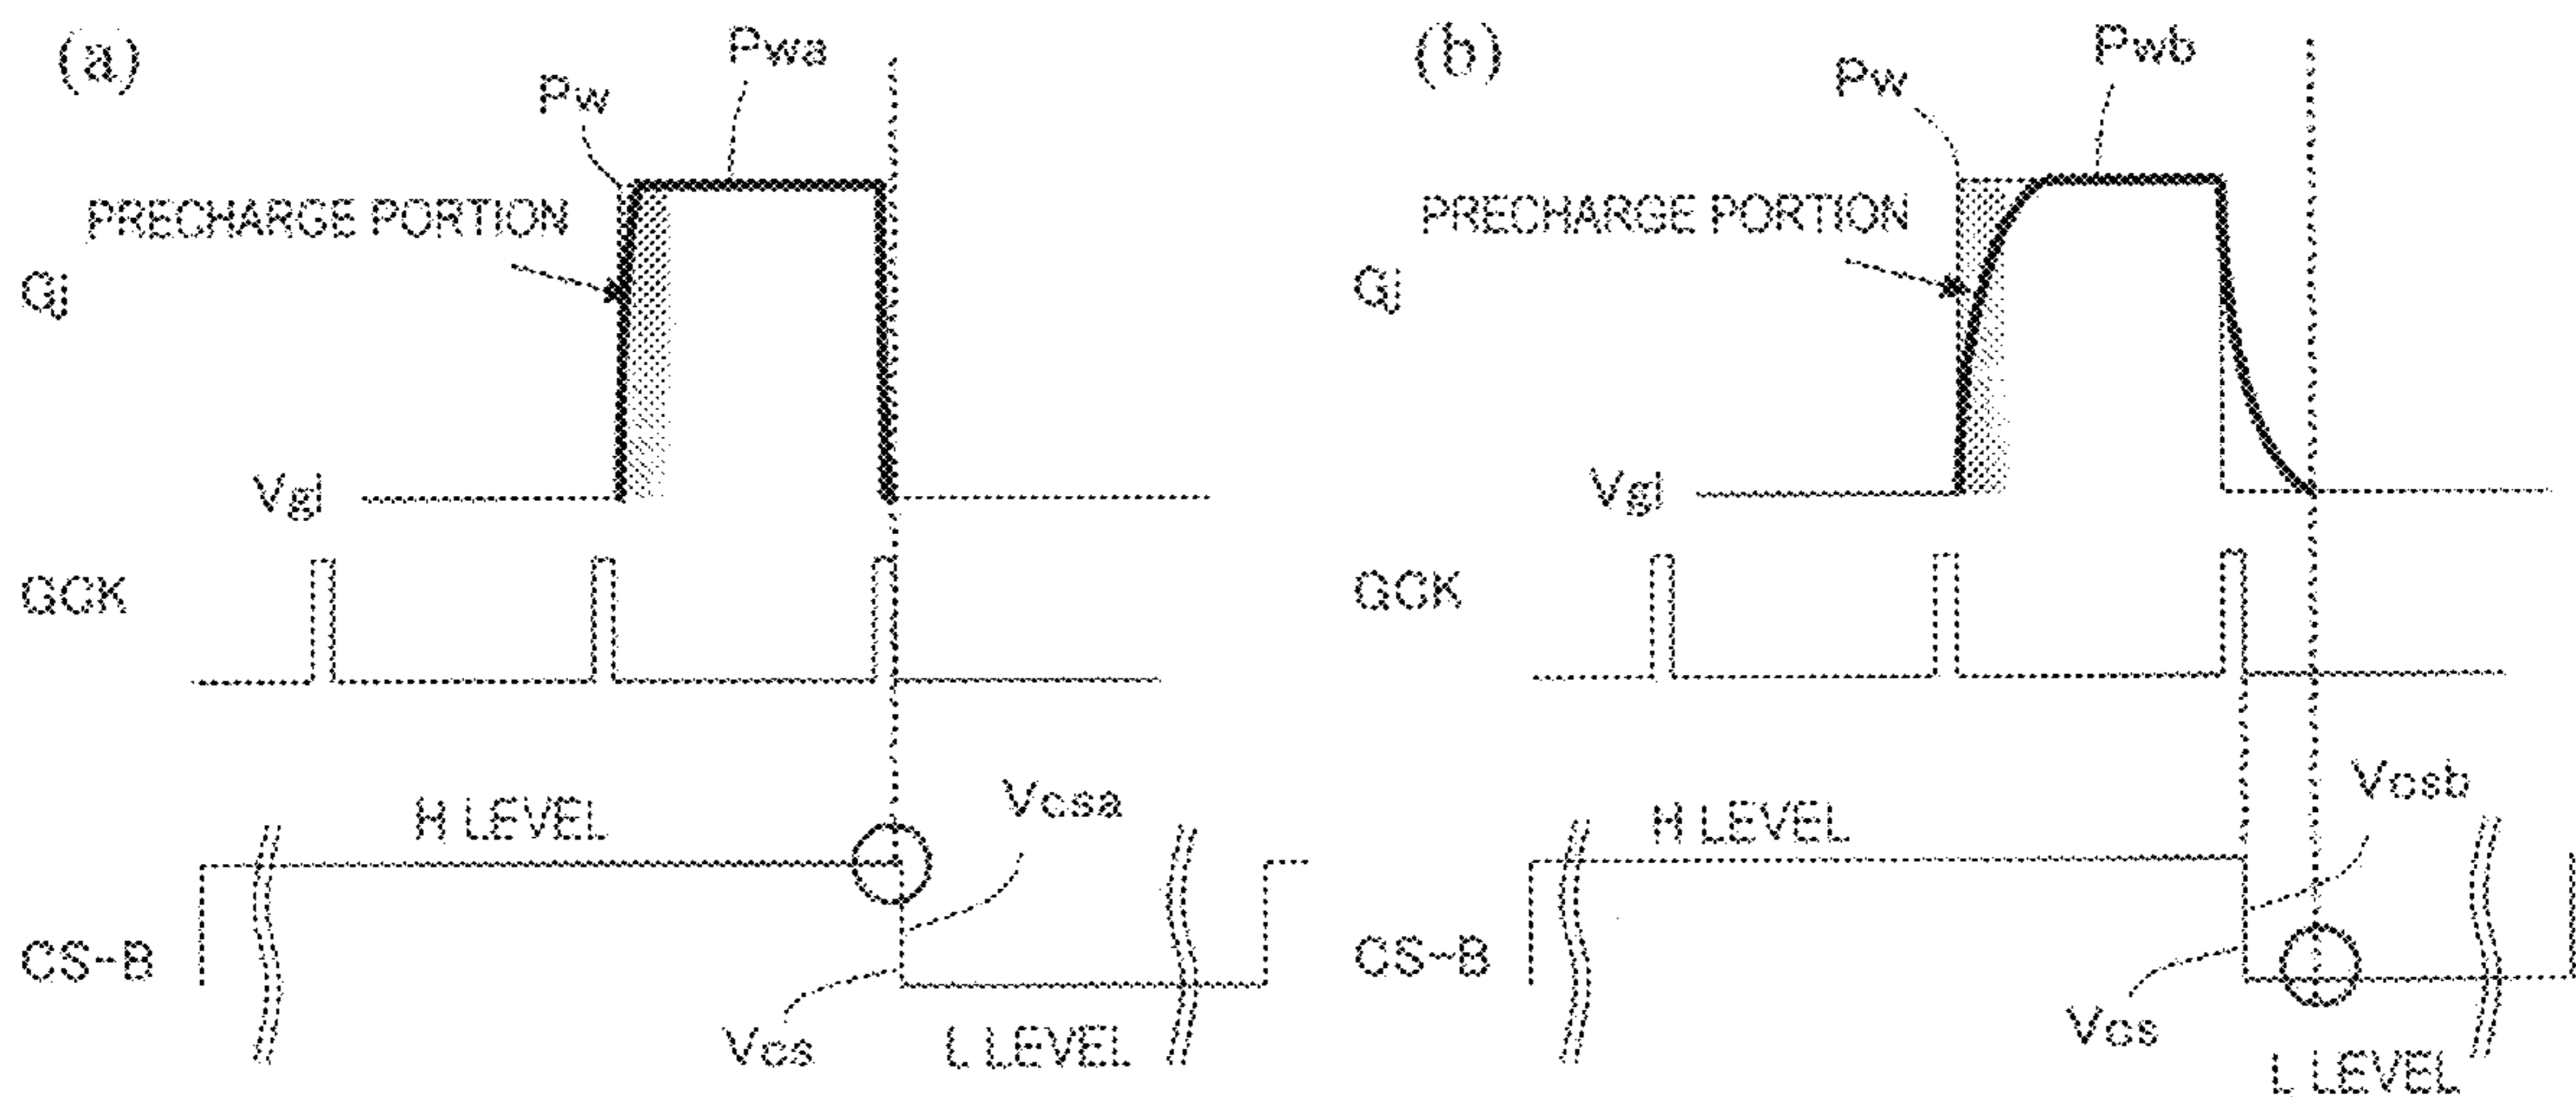 (a)
Pwa
Pw
PRECHARGE PORTION
Gj
Vgl
GCK
H LEVEL
Vcsa
CS-B
Vcs
L LEVEL
(b)
Pwb
Pw
PRECHARGE PORTION
Gj
Vgl
GCK
H LEVEL
Vcsb
CS-B
Vcs
L LEVEL